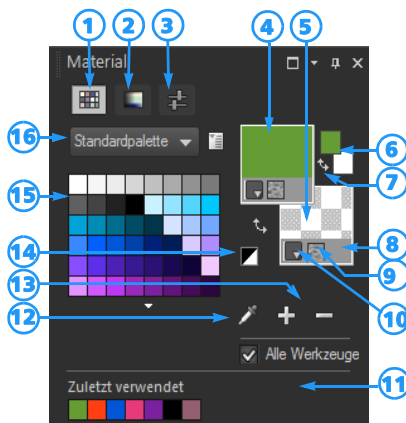 1 2 3 4 5
Material
6
16 Standardpalette
7
15
8
14
9
13
10
12
Alle Werkzeuge
11
Zuletzt verwendet